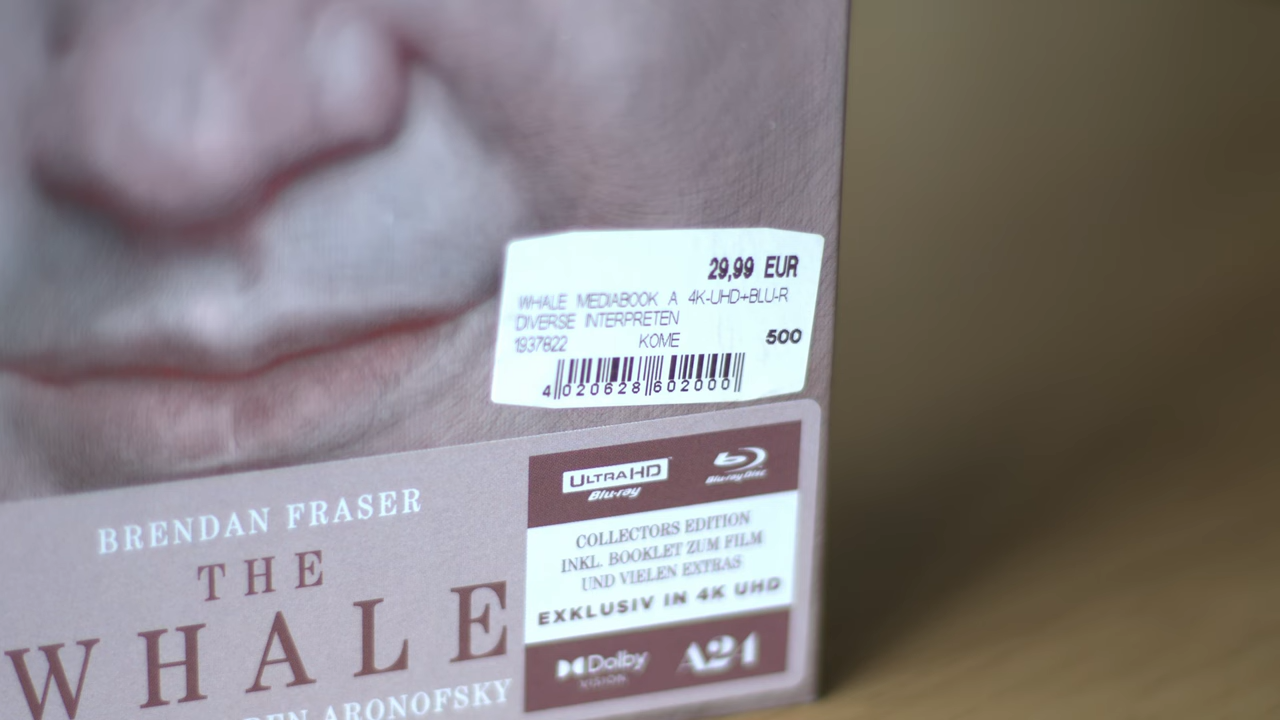 29,99 EUR
WHALE MEDIABOOK A 4K-UHD+BLU-R
DIVERSE INTERPRETEN
1937822 KOME 500
4 020628 602000
ULTRA HD Blu-ray
Blu-ray Disc
COLLECTORS EDITION
INKL. BOOKLET ZUM FILM
UND VIELEN EXTRAS
EXKLUSIV IN 4K UHD
Dolby VISION
A24
BRENDAN FRASER
THE
WHALE
ARONOFSKY